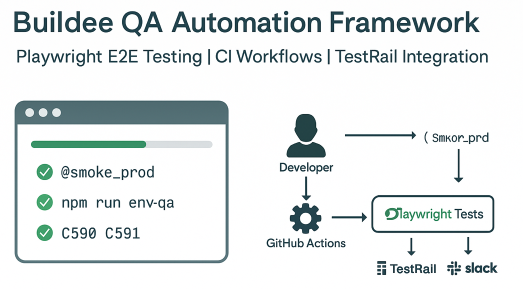 Buildee QA Automation Framework
Playwright E2E Testing | CI Workflows | TestRail Integration
@smoke_prod
npm run env-qa
C590 C591
Developer
( Smkor_prd
GitHub Actions
Dlaywright Tests
TestRail
slack